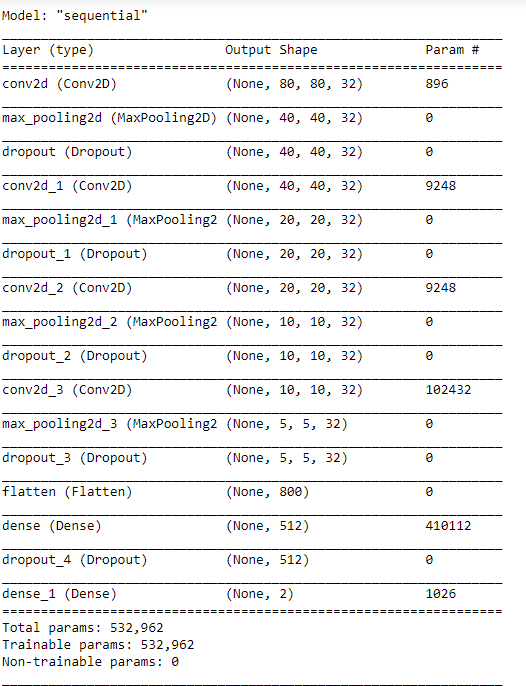 Model: "sequential"
Layer (type) Output Shape Param #
conv2d (Conv2D) (None, 80, 80, 32) 896
max_pooling2d (MaxPooling2D) (None, 40, 40, 32) 0
dropout (Dropout) (None, 40, 40, 32) 0
conv2d_1 (Conv2D) (None, 40, 40, 32) 9248
max_pooling2d_1 (MaxPooling2 (None, 20, 20, 32) 0
dropout_1 (Dropout) (None, 20, 20, 32) 0
conv2d_2 (Conv2D) (None, 20, 20, 32) 9248
max_pooling2d_2 (MaxPooling2 (None, 10, 10, 32) 0
dropout_2 (Dropout) (None, 10, 10, 32) 0
conv2d_3 (Conv2D) (None, 10, 10, 32) 102432
max_pooling2d_3 (MaxPooling2 (None, 5, 5, 32) 0
dropout_3 (Dropout) (None, 5, 5, 32) 0
flatten (Flatten) (None, 800) 0
dense (Dense) (None, 512) 410112
dropout_4 (Dropout) (None, 512) 0
dense_1 (Dense) (None, 2) 1026
Total params: 532,962
Trainable params: 532,962
Non-trainable params: 0